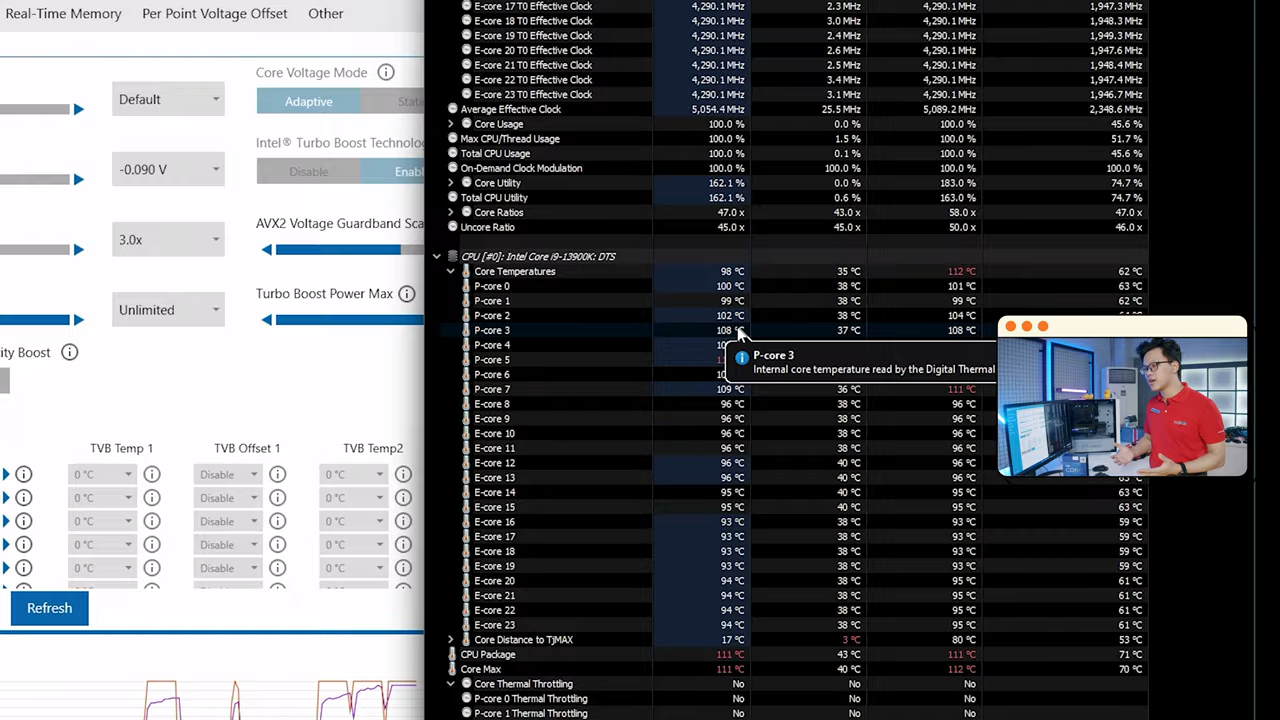 Real-Time Memory Per Point Voltage Offset Other
Core Voltage Mode
Default Adaptive
Intel® Turbo Boost
-0.090 V Disable
AVX2 Voltage Guardband
3.0x
Turbo Boost Power Max
Unlimited
Boost
TVB Temp 1 TVB Offset 1 TVB Temp2
0 °C Disable 0 °C
0 °C Disable 0 °C
0 °C Disable 0 °C
0 °C Disable 0 °C
0 °C Disable 0 °C
Refresh
E-core 17 T0 Effective Clock 4,290.1 MHz 2.3 MHz 4,290.1 MHz 1,947.3 MHz
E-core 18 T0 Effective Clock 4,290.1 MHz 2.6 MHz 4,290.1 MHz 1,948.3 MHz
E-core 19 T0 Effective Clock 4,290.1 MHz 2.4 MHz 4,290.1 MHz 1,949.3 MHz
E-core 20 T0 Effective Clock 4,290.1 MHz 2.6 MHz 4,290.1 MHz 1,947.6 MHz
E-core 21 T0 Effective Clock 4,290.1 MHz 2.5 MHz 4,290.1 MHz 1,948.4 MHz
E-core 22 T0 Effective Clock 4,290.1 MHz 3.4 MHz 4,290.1 MHz 1,947.4 MHz
E-core 23 T0 Effective Clock 4,290.1 MHz 3.1 MHz 4,290.1 MHz 1,946.7 MHz
Average Effective Clock 5,054.4 MHz 25.5 MHz 5,089.2 MHz 2,348.6 MHz
Core Usage 100.0 % 0.0 % 100.0 % 45.6 %
Max CPU/Thread Usage 100.0 % 1.5 % 100.0 % 51.7 %
Total CPU Usage 100.0 % 0.1 % 100.0 % 45.6 %
On-Demand Clock Modulation 100.0 % 100.0 % 100.0 % 100.0 %
Core Utility 162.1 % 0.0 % 183.0 % 74.7 %
Total CPU Utility 162.1 % 0.6 % 163.0 % 74.7 %
Core Ratios 47.0 x 43.0 x 58.0 x 47.0 x
Uncore Ratio 45.0 x 45.0 x 50.0 x 46.0 x
CPU [#0]: Intel Core i9-13900K: DTS
Core Temperatures 98 °C 35 °C 112 °C 62 °C
P-core 0 100 °C 38 °C 101 °C 63 °C
P-core 1 99 °C 38 °C 99 °C 62 °C
P-core 2 102 °C 38 °C 104 °C
P-core 3 108 °C 37 °C 108 °C
P-core 4
P-core 3
P-core 5
Internal core temperature read by the Digital Thermal
P-core 6
P-core 7 109 °C 36 °C 111 °C
E-core 8 96 °C 38 °C 96 °C
E-core 9 96 °C 38 °C 96 °C
E-core 10 96 °C 38 °C 96 °C
E-core 11 96 °C 38 °C 96 °C
E-core 12 96 °C 40 °C 96 °C
E-core 13 96 °C 40 °C 96 °C
E-core 14 95 °C 40 °C 95 °C 63 °C
E-core 15 95 °C 40 °C 95 °C 63 °C
E-core 16 93 °C 38 °C 93 °C 59 °C
E-core 17 93 °C 38 °C 93 °C 59 °C
E-core 18 93 °C 38 °C 93 °C 59 °C
E-core 19 93 °C 38 °C 93 °C 59 °C
E-core 20 94 °C 38 °C 95 °C 61 °C
E-core 21 94 °C 38 °C 95 °C 61 °C
E-core 22 94 °C 38 °C 95 °C 61 °C
E-core 23 94 °C 38 °C 95 °C 61 °C
Core Distance to TjMAX 17 °C 3 °C 80 °C 53 °C
CPU Package 111 °C 43 °C 111 °C 71 °C
Core Max 111 °C 40 °C 112 °C 70 °C
Core Thermal Throttling No No No
P-core 0 Thermal Throttling No No No
P-core 1 Thermal Throttling No No No